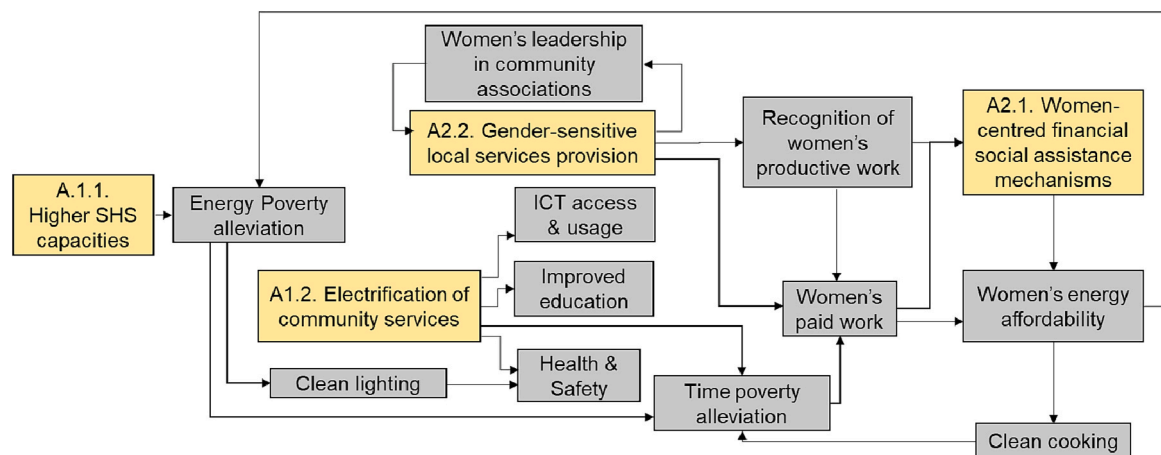 Women's leadership
in community
associations
A2.2. Gender-sensitive
local services provision
Recognition of
women's
productive work
A2.1. Women-
centred financial
social assistance
mechanisms
A.1.1.
Higher SHS
capacities
Energy Poverty
alleviation
ICT access
& usage
A1.2. Electrification of
community services
Improved
education
Women's
paid work
Women's energy
affordability
Clean lighting
Health &
Safety
Time poverty
alleviation
Clean cooking